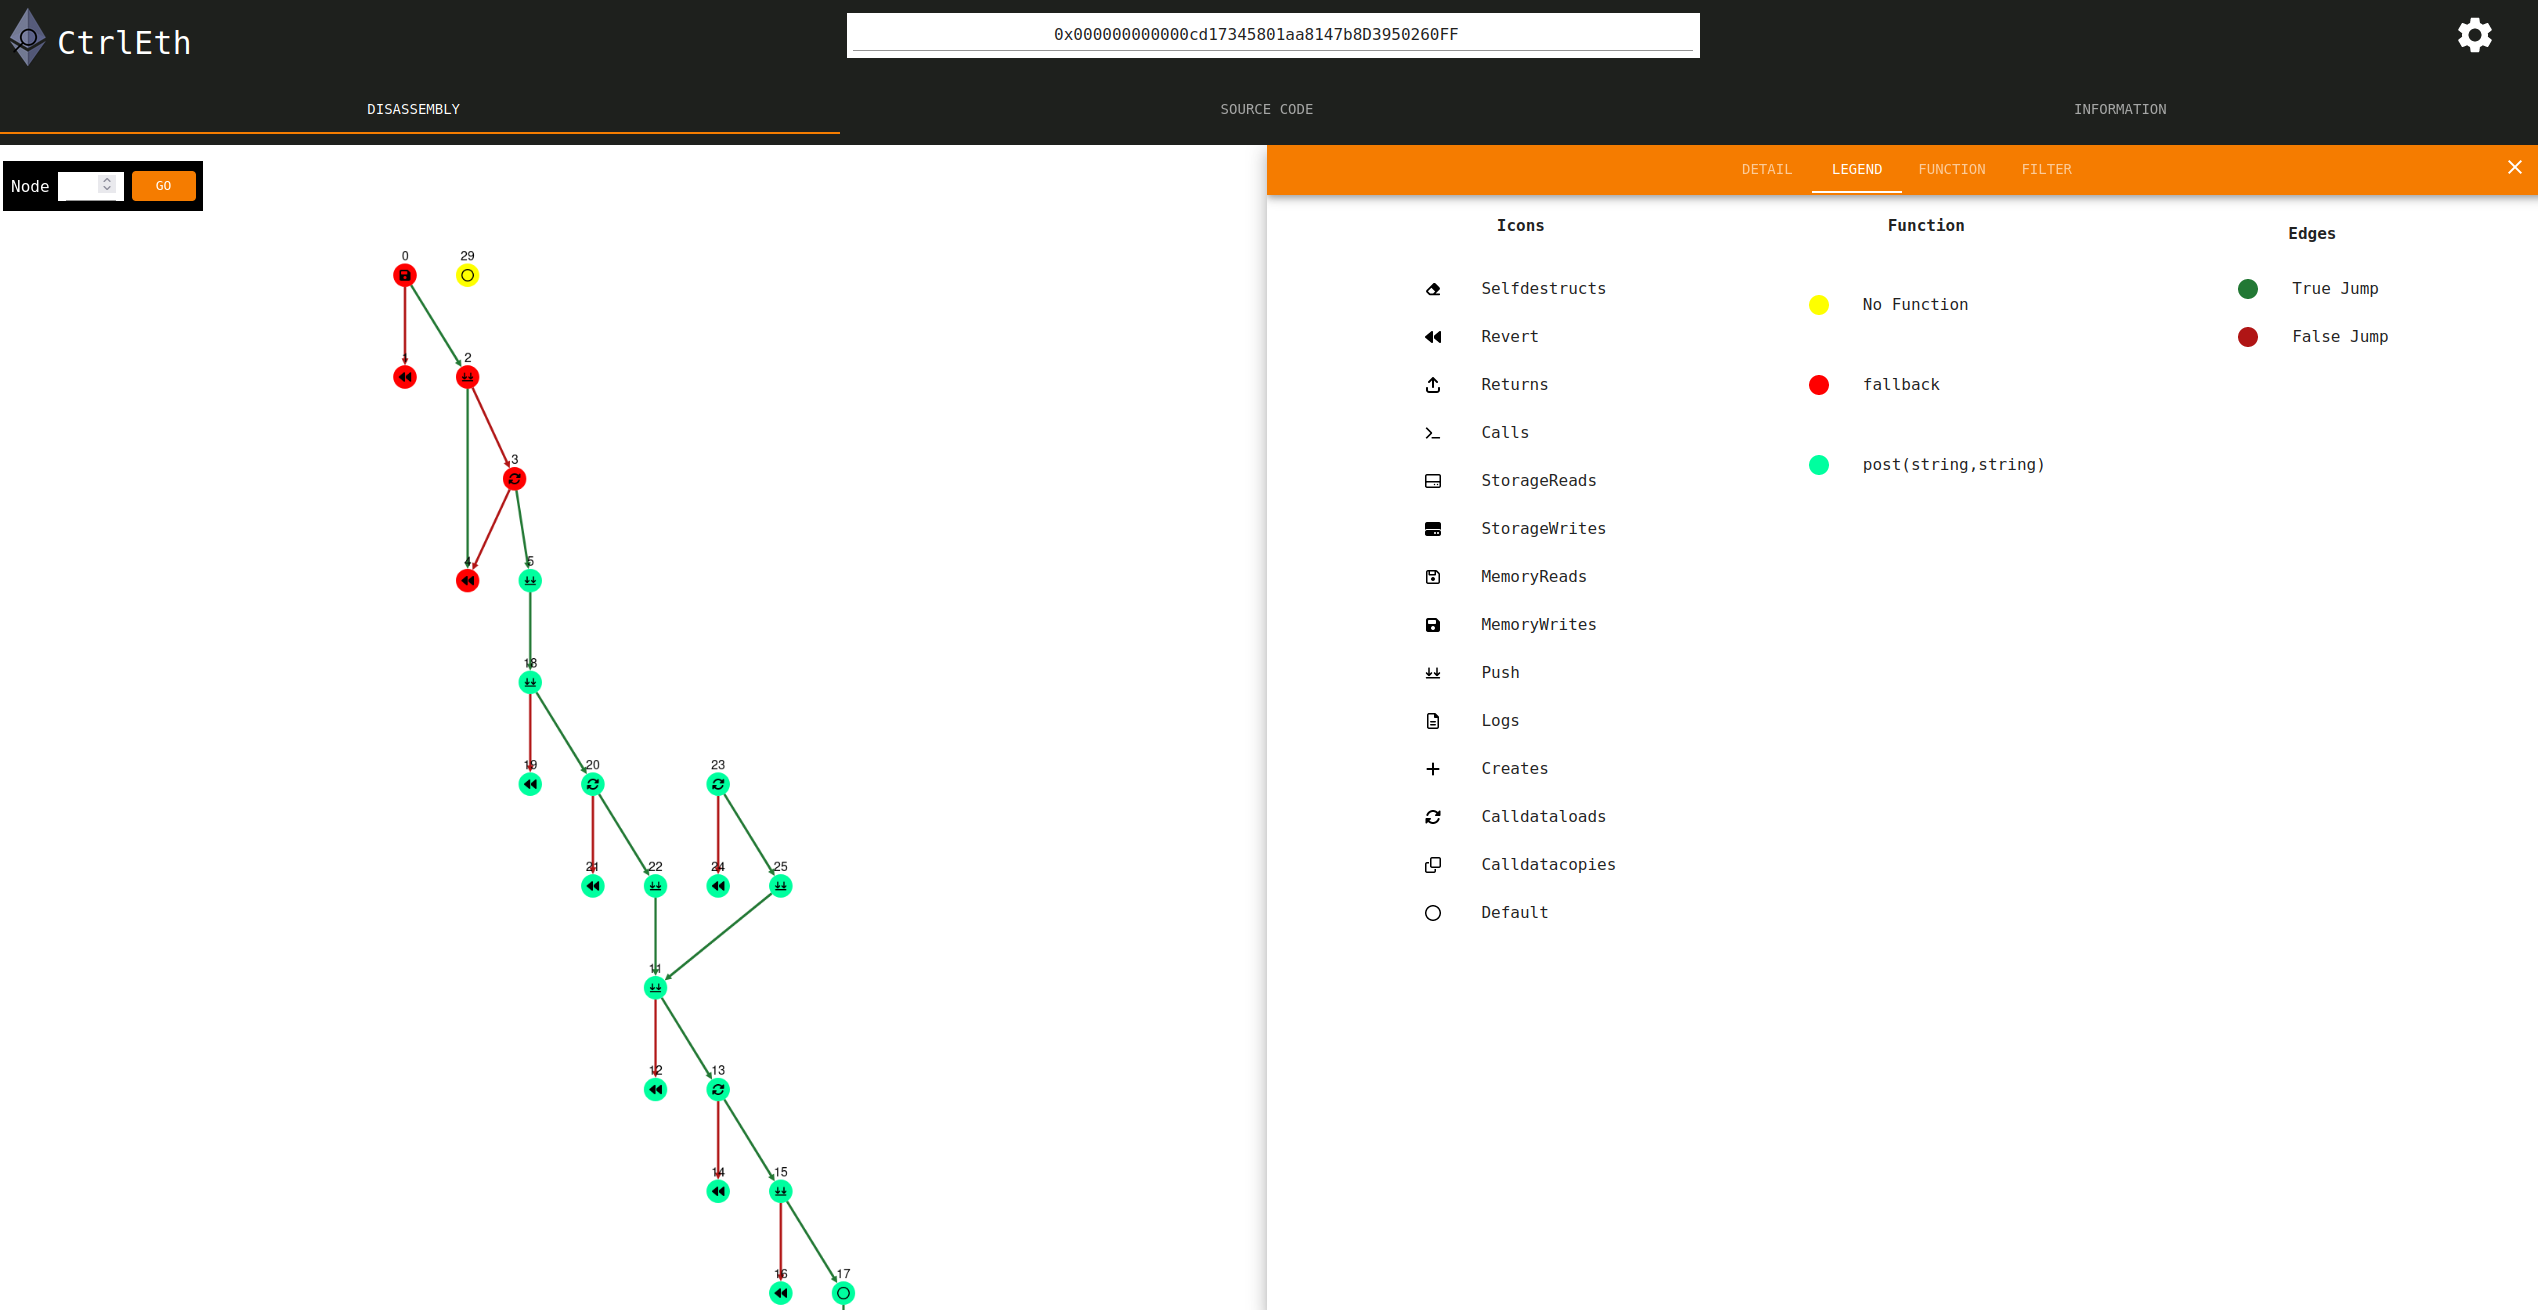 CtrlEth
0x000000000000cd17345801aa8147b8D3950260FF
DISASSEMBLY
SOURCE CODE
INFORMATION
Node
GO
DETAIL
LEGEND
FUNCTION
FILTER
0
29
1
2
3
4
5
18
19
20
23
21
22
24
25
11
12
13
14
15
16
17
Icons
Selfdestructs
Revert
Returns
Calls
StorageReads
StorageWrites
MemoryReads
MemoryWrites
Push
Logs
Creates
Calldataloads
Calldatacopies
Default
Function
No Function
fallback
post(string,string)
Edges
True Jump
False Jump